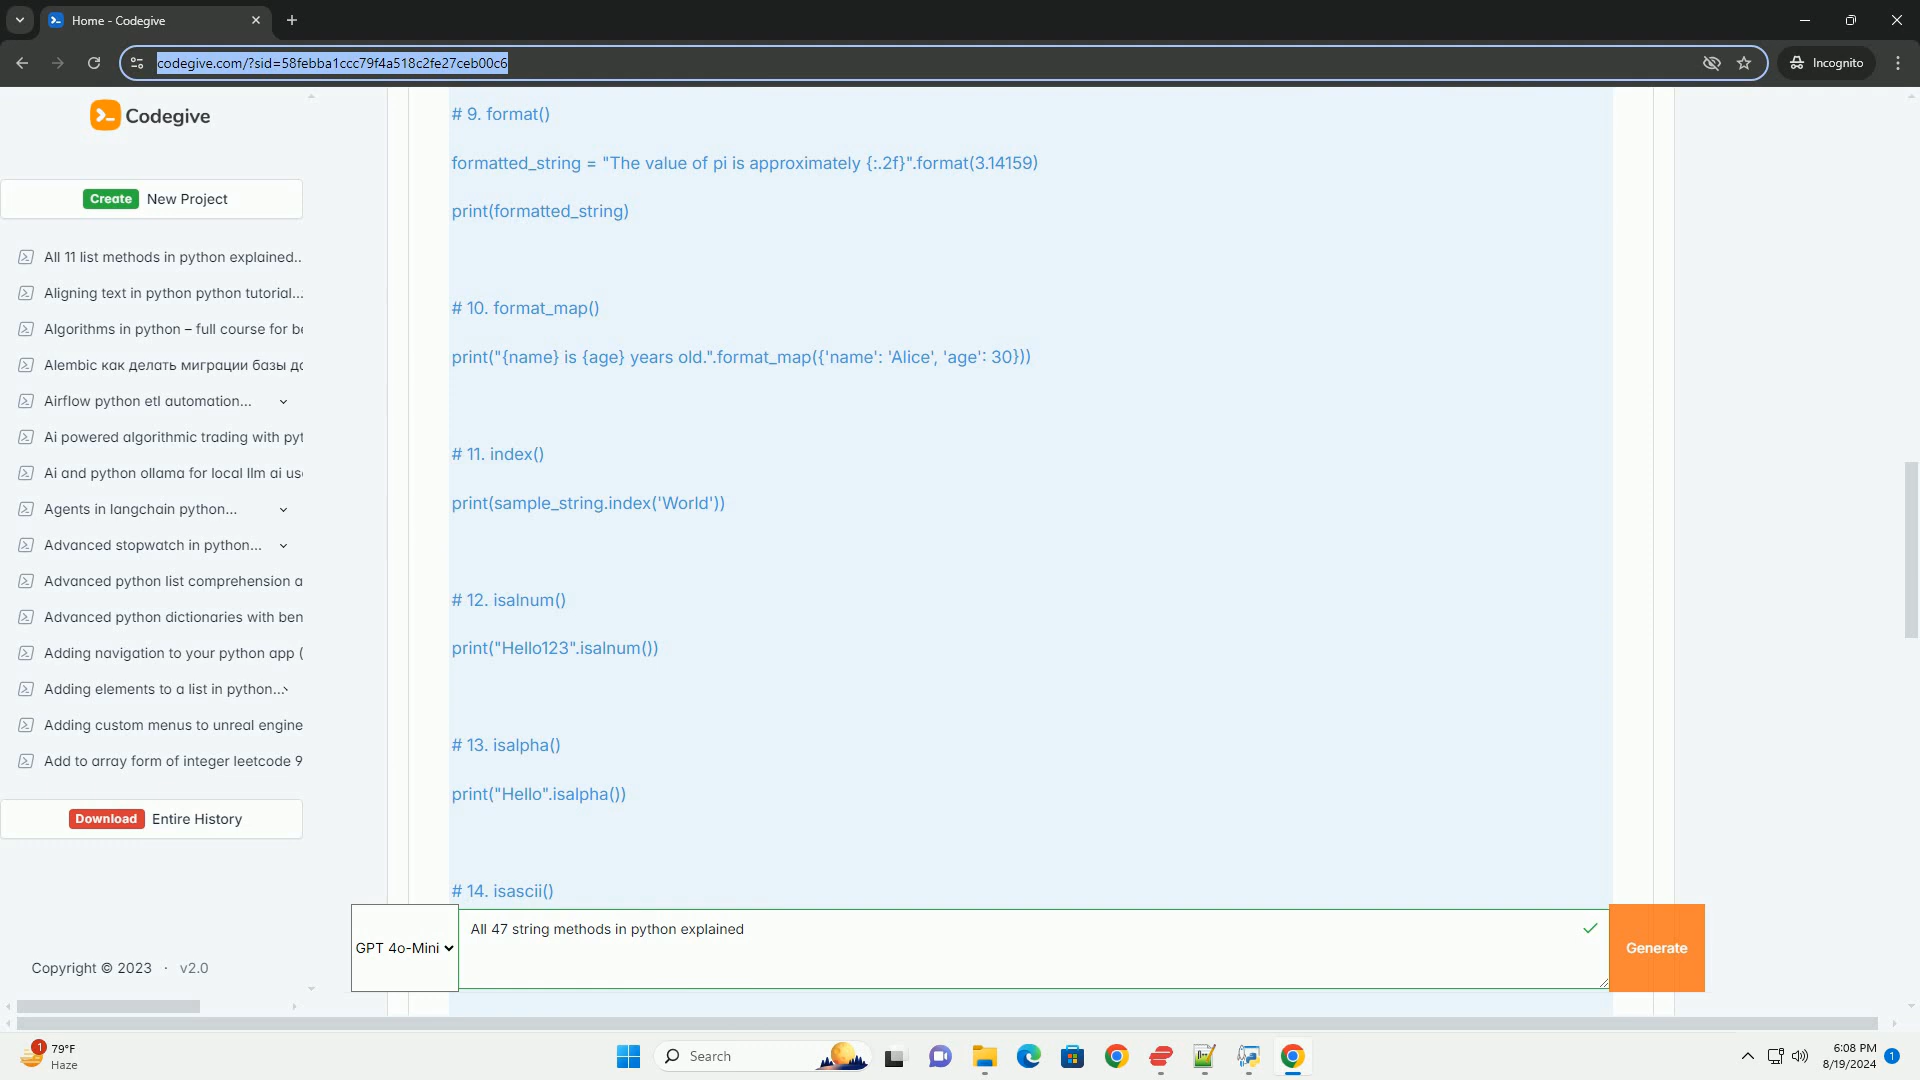 Home - Codegive
codegive.com/?sid=58febba1ccc79f4a518c2fe27ceb00c6
Incognito
Codegive
Create New Project
All 11 list methods in python explained..
Aligning text in python python tutorial...
Algorithms in python – full course for be
Alembic как делать миграции базы дс
Airflow python etl automation...
Ai powered algorithmic trading with pyt
Ai and python ollama for local llm ai us
Agents in langchain python...
Advanced stopwatch in python...
Advanced python list comprehension a
Advanced python dictionaries with ben
Adding navigation to your python app (
Adding elements to a list in python...
Adding custom menus to unreal engine
Add to array form of integer leetcode 9
Download Entire History
Copyright © 2023 · v2.0
# 9. format()
formatted_string = "The value of pi is approximately {:.2f}".format(3.14159)
print(formatted_string)
# 10. format_map()
print("{name} is {age} years old.".format_map({'name': 'Alice', 'age': 30}))
# 11. index()
print(sample_string.index('World'))
# 12. isalnum()
print("Hello123".isalnum())
# 13. isalpha()
print("Hello".isalpha())
# 14. isascii()
GPT 4o-Mini
All 47 string methods in python explained
Generate
1
79°F
Haze
Search
6:08 PM
8/19/2024
1